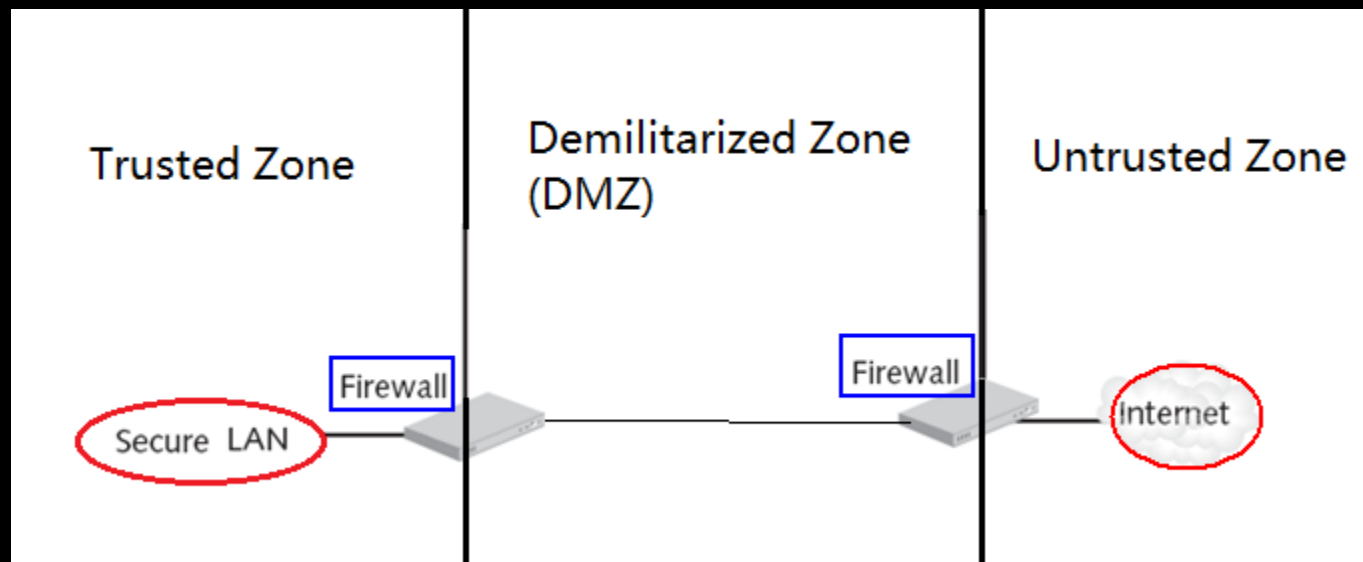 Trusted Zone
Demilitarized Zone
(DMZ)
Untrusted Zone
Firewall
Firewall
Secure LAN
Internet